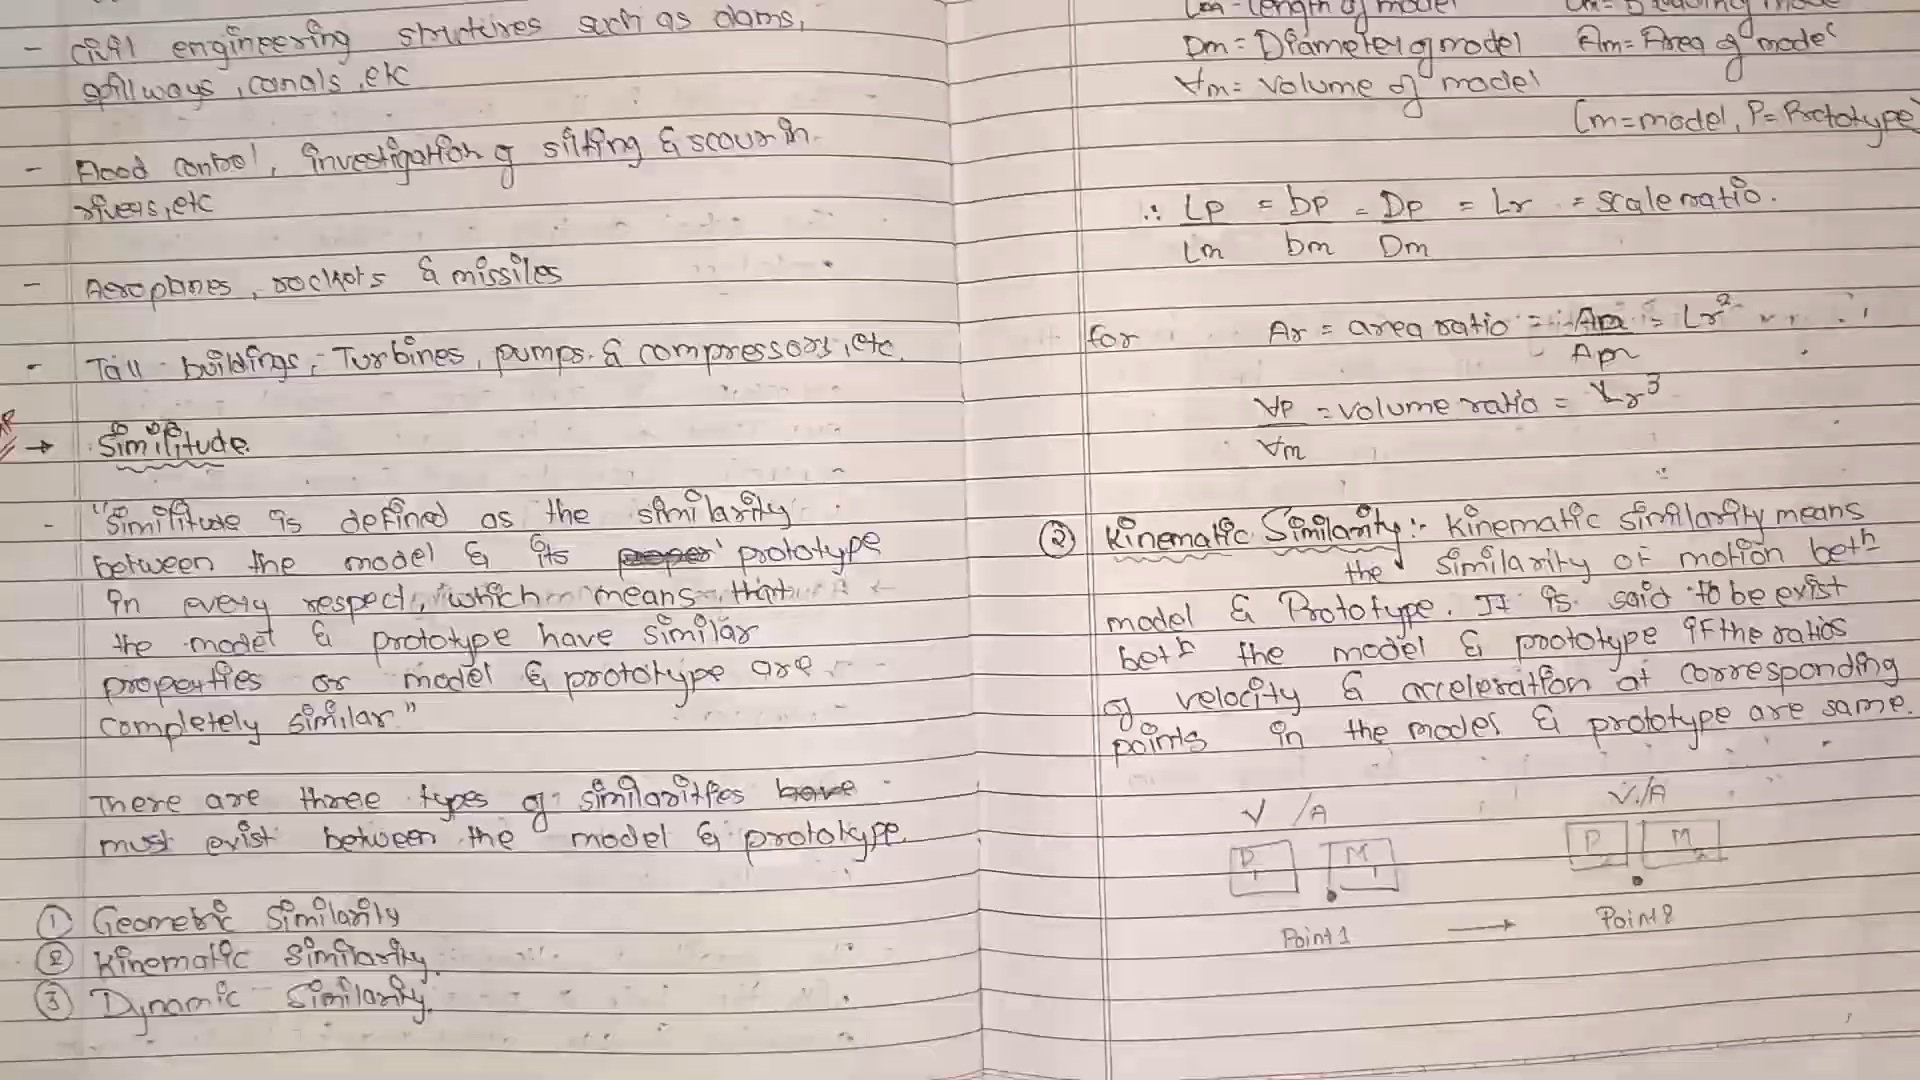 - civil engineering structures such as dams,
spillways, canals, etc
- Flood control, investigation of silting & scour in
rivers, etc
- Aeroplanes, rockets & missiles
- Tall buildings, Turbines, pumps & compressors, etc.
→ Similitude.
- "Similitude is defined as the similarity
between the model & its prototype
in every respect, which means that
the model & prototype have similar
properties or model & prototype are
completely similar."
There are three types of similarities have
must exist between the model & prototype.
① Geometric Similarity
② Kinematic Similarity.
③ Dynamic Similarity.
Lm = Length of model
Dm = Diameter of model Am = Area of model
∀m = Volume of model
[m=model, P=Prototype]
∴ Lp = bp = Dp = Lr = scale ratio.
Lm bm Dm
for Ar = area ratio = = Lr²
∀p = volume ratio = Lr³
∀m
② Kinematic Similarity :- Kinematic similarity means
the similarity of motion betn
model & Prototype. It is said to be exist
betn the model & prototype if the ratios
of velocity & acceleration at corresponding
points in the model & prototype are same.
V /A V./A
P M P M
Point 1 → Point 2